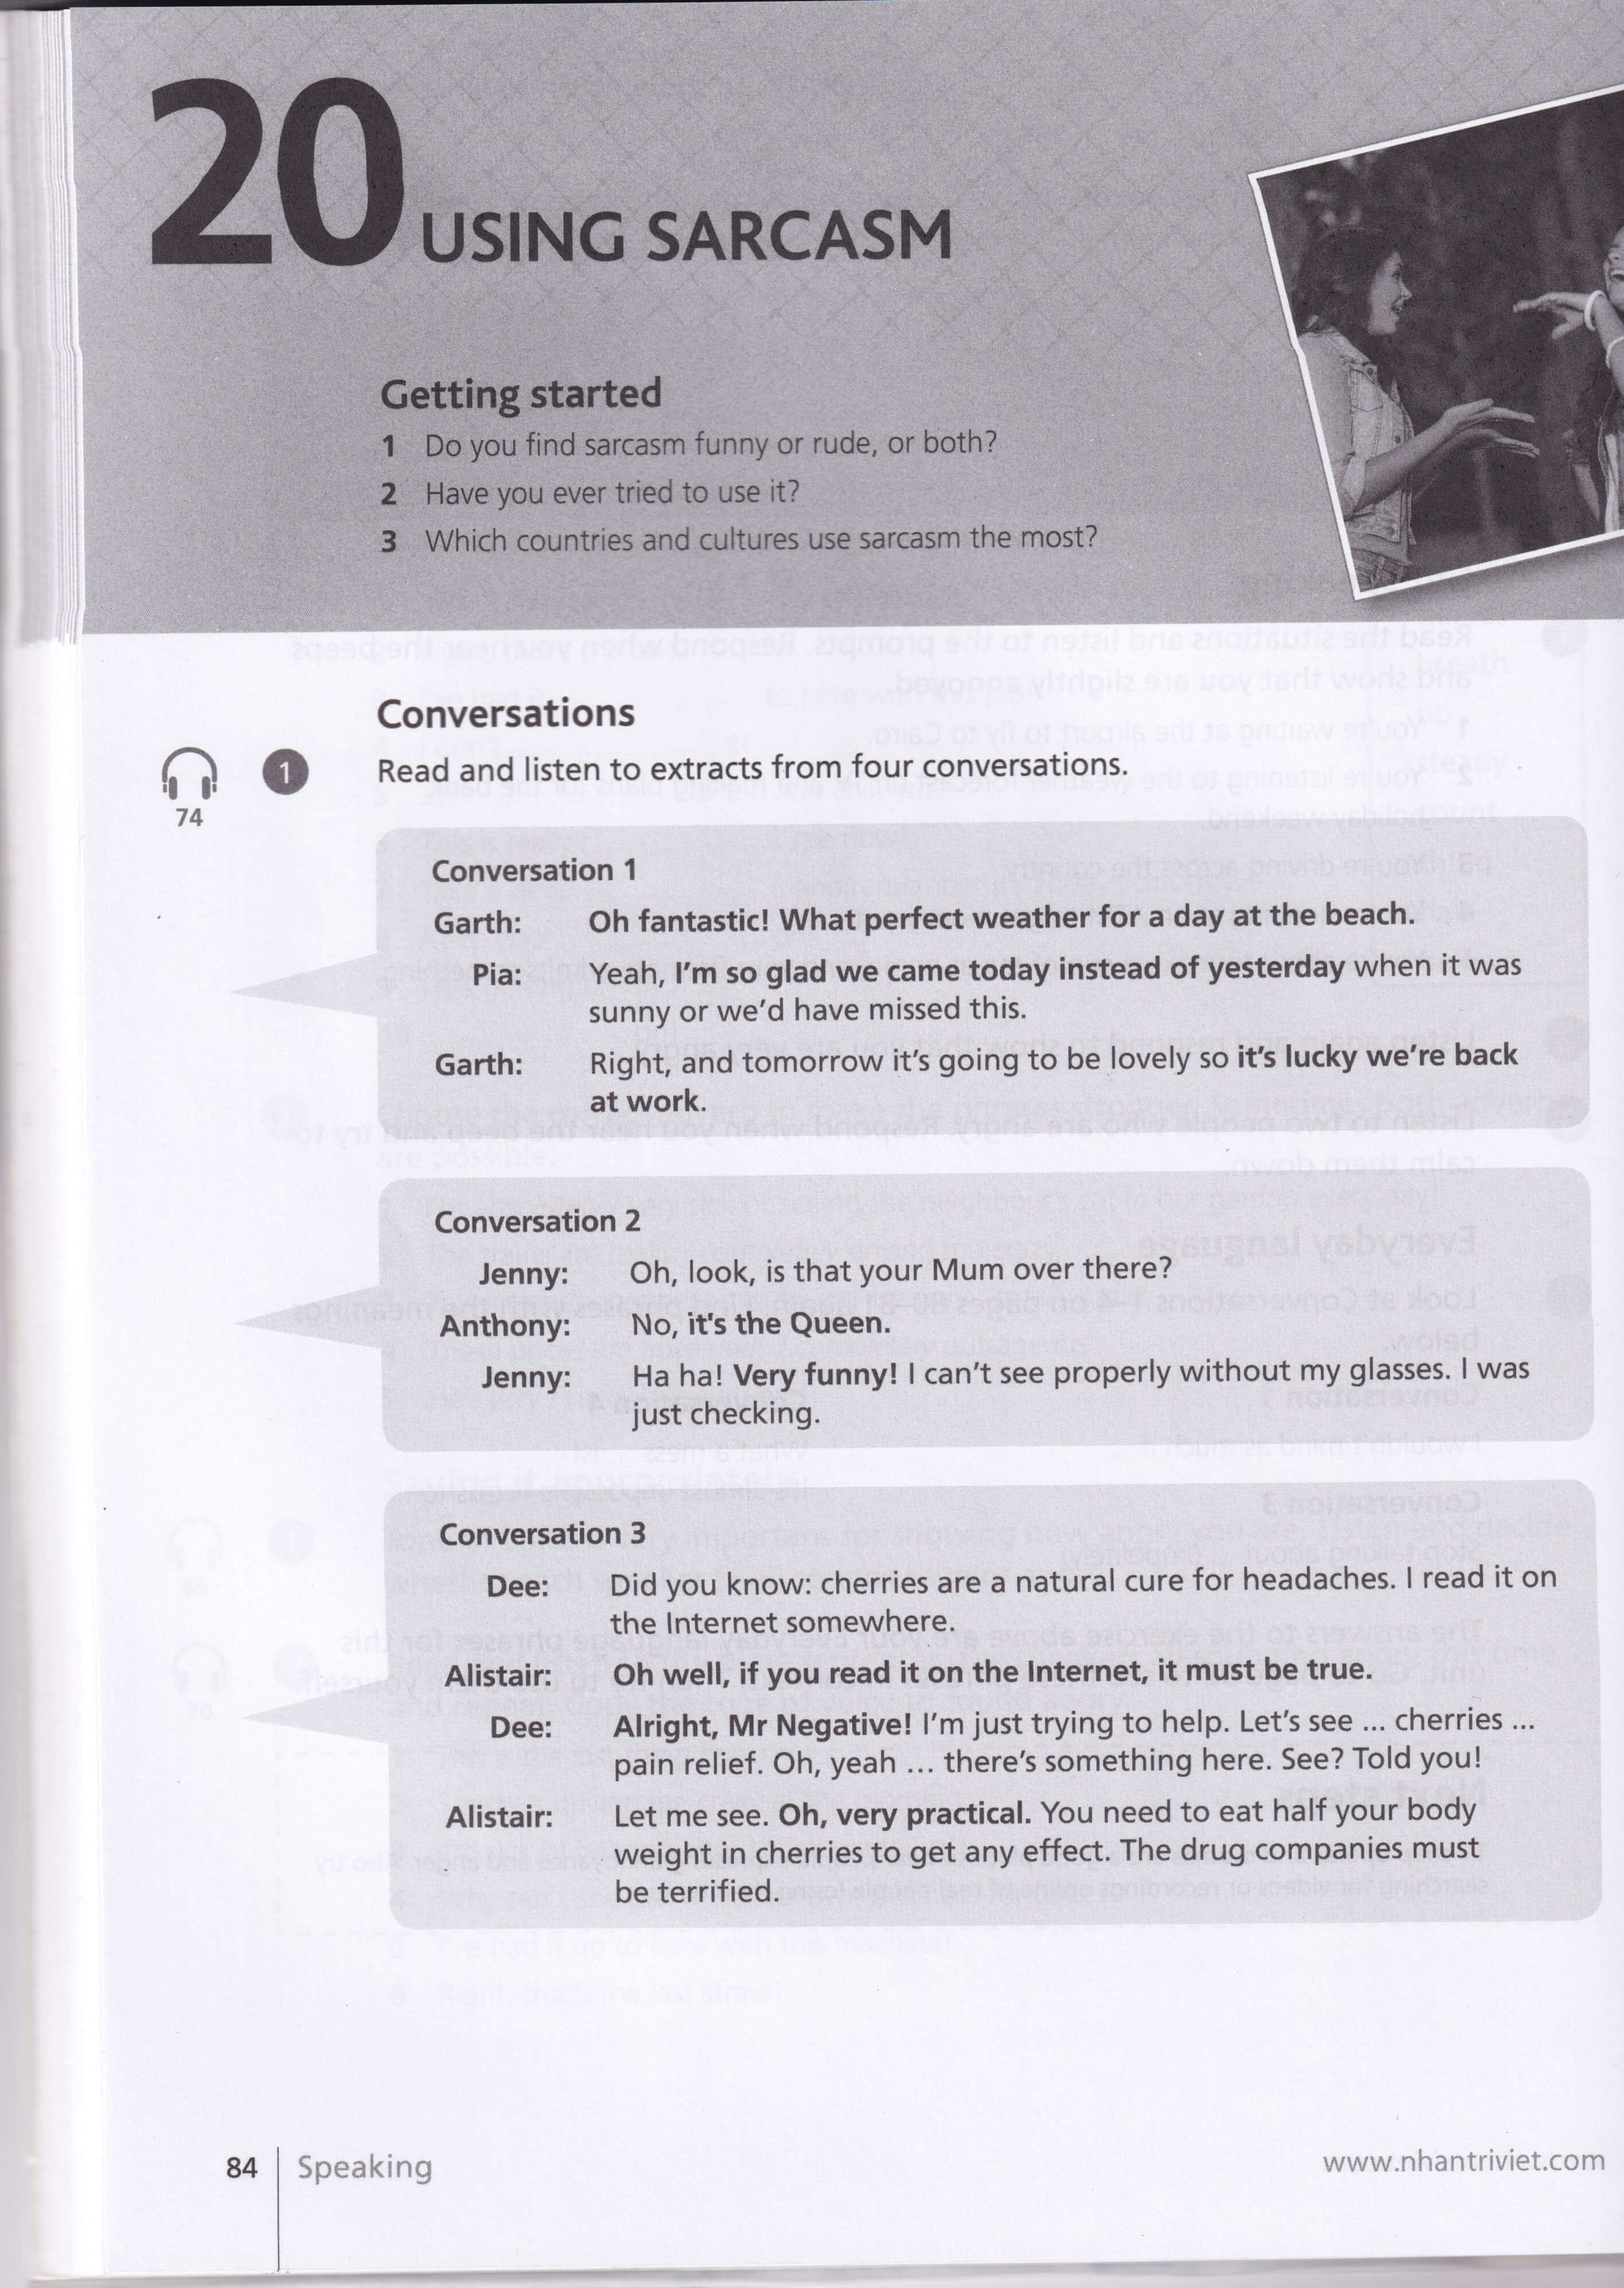 20 USING SARCASM
Getting started
1 Do you find sarcasm funny or rude, or both?
2 Have you ever tried to use it?
3 Which countries and cultures use sarcasm the most?
Conversations
1 Read and listen to extracts from four conversations.
74
Conversation 1
Garth: Oh fantastic! What perfect weather for a day at the beach.
Pia: Yeah, I'm so glad we came today instead of yesterday when it was
sunny or we'd have missed this.
Garth: Right, and tomorrow it's going to be lovely so it's lucky we're back
at work.
Conversation 2
Jenny: Oh, look, is that your Mum over there?
Anthony: No, it's the Queen.
Jenny: Ha ha! Very funny! I can't see properly without my glasses. I was
just checking.
Conversation 3
Dee: Did you know: cherries are a natural cure for headaches. I read it on
the Internet somewhere.
Alistair: Oh well, if you read it on the Internet, it must be true.
Dee: Alright, Mr Negative! I'm just trying to help. Let's see ... cherries ...
pain relief. Oh, yeah ... there's something here. See? Told you!
Alistair: Let me see. Oh, very practical. You need to eat half your body
weight in cherries to get any effect. The drug companies must
be terrified.
84 Speaking
www.nhantriviet.com